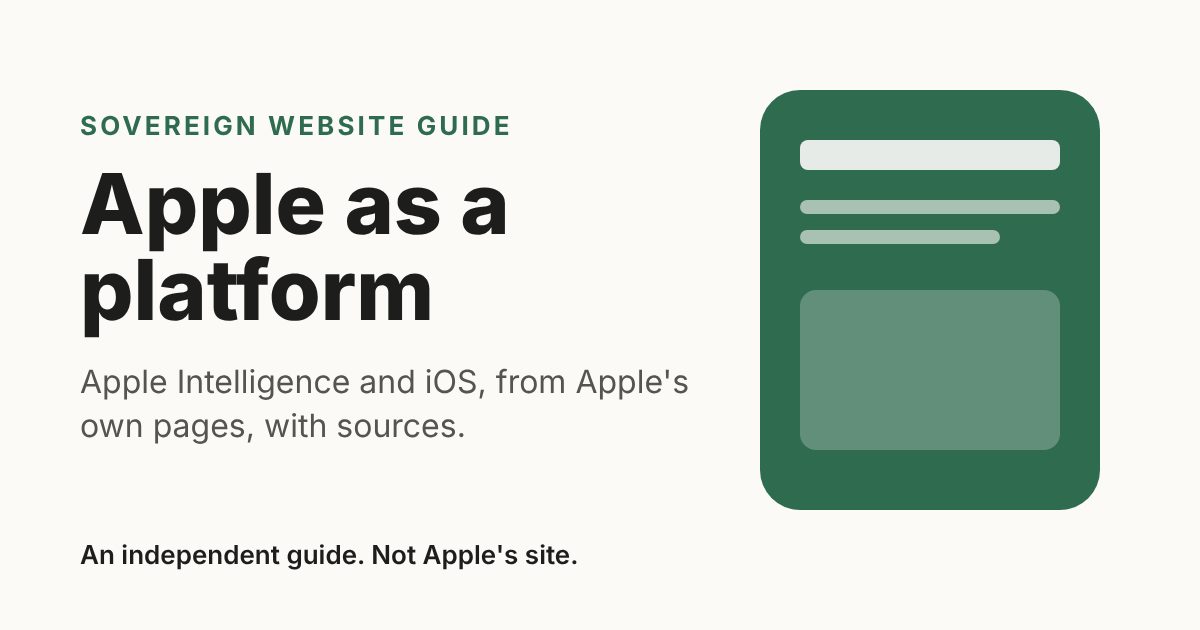 SOVEREIGN WEBSITE GUIDE
Apple as a
platform
Apple Intelligence and iOS, from Apple's
own pages, with sources.
An independent guide. Not Apple's site.